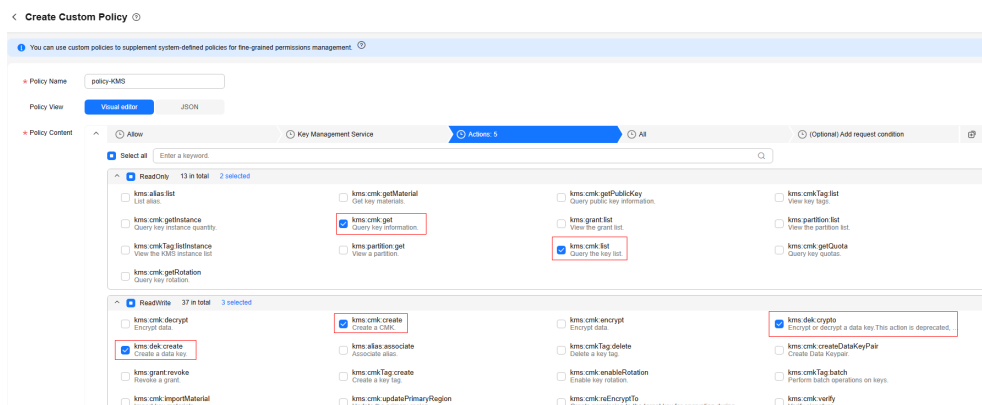 Create Custom Policy
You can use custom policies to supplement system-defined policies for fine-grained permissions management.
Policy Name
policy-KMS
Policy View
Visual editor
JSON
Policy Content
Allow
Key Management Service
Actions: 5
All
(Optional) Add request condition
Select all
Enter a keyword.
ReadOnly 13 in total 2 selected
kms:alias:list
List alias.
kms:cmk:getMaterial
Get key materials.
kms:cmk:getPublicKey
Query public key information.
kms:cmkTag:list
View key tags.
kms:cmk:getInstance
Query key instance quantity.
kms:cmk:get
Query key information.
kms:grant:list
View the grant list.
kms:partition:list
View the partition list.
kms:cmkTag:listInstance
View the KMS instance list
kms:partition:get
View a partition.
kms:cmk:list
Query the key list.
kms:cmk:getQuota
Query key quotas.
kms:cmk:getRotation
Query key rotation.
ReadWrite 37 in total 3 selected
kms:cmk:decrypt
Encrypt data.
kms:cmk:create
Create a CMK.
kms:cmk:encrypt
Encrypt data
kms:dek:crypto
Encrypt or decrypt a data key.This action is deprecated, ...
kms:dek:create
Create a data key.
kms:alias:associate
Associate alias.
kms:cmkTag:delete
Delete a key tag.
kms:cmk:createDataKeyPair
Create Data Keypair.
kms:grant:revoke
Revoke a grant.
kms:cmkTag:create
Create a key tag.
kms:cmk:enableRotation
Enable key rotation.
kms:cmkTag:batch
Perform batch operations on keys.
kms:cmk:importMaterial
kms:cmk:updatePrimaryRegion
kms:cmk:reEncryptTo
kms:cmk:verify